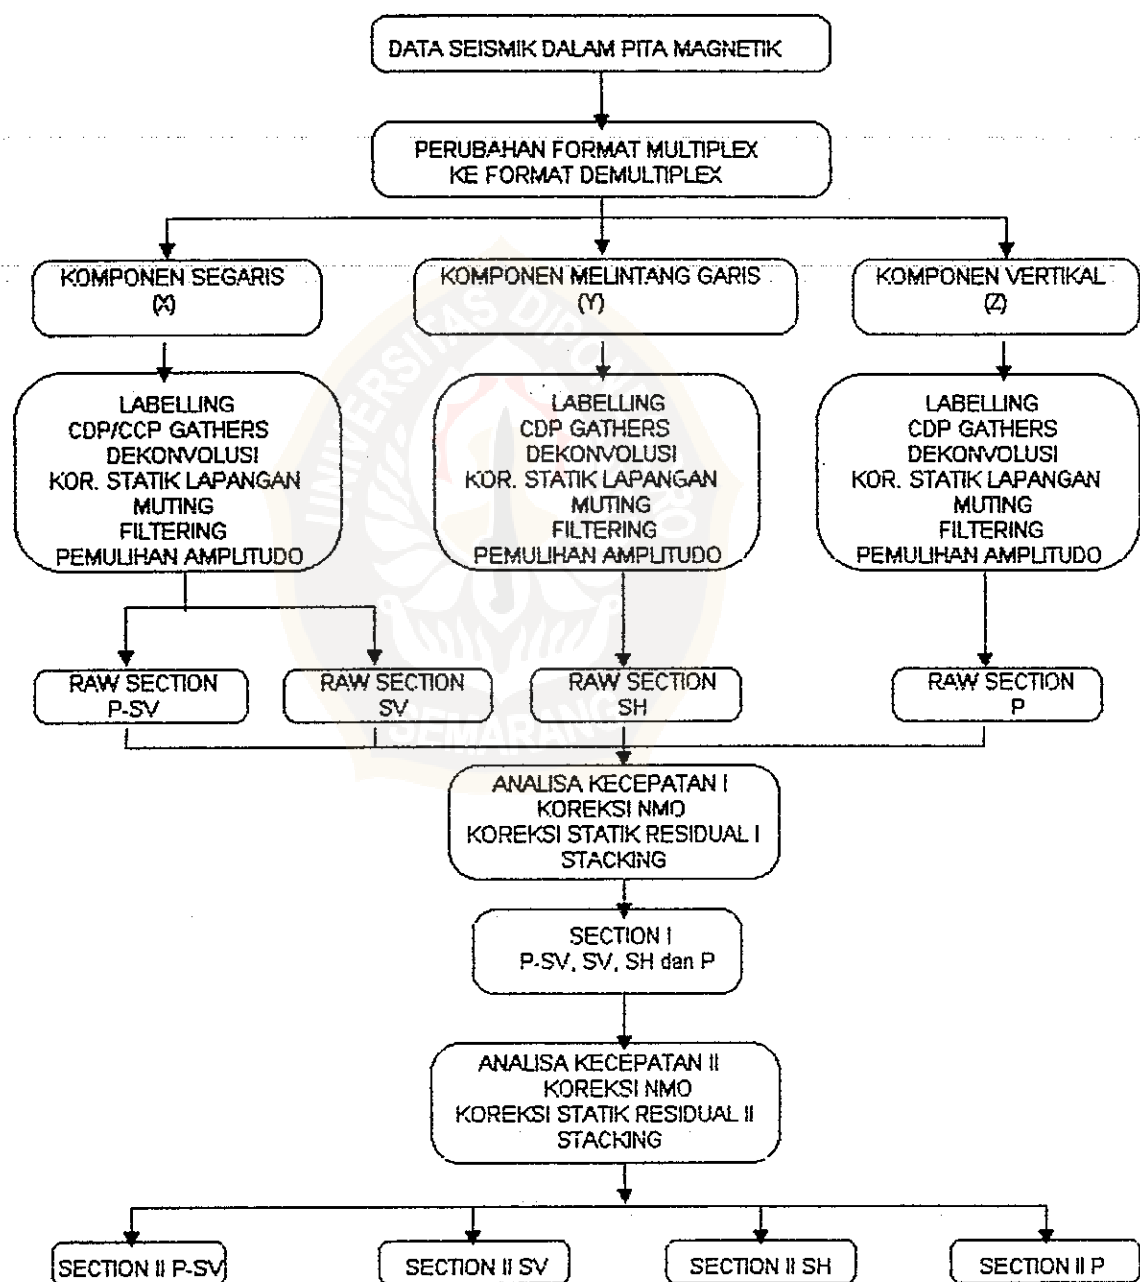 DATA SEISMIK DALAM PITA MAGNETIK
PERUBAHAN FORMAT MULTIPLEX
KE FORMAT DEMULTIPLEX
KOMPONEN SEGARIS
(X)
KOMPONEN MELINTANG GARIS
(Y)
KOMPONEN VERTIKAL
(Z)
LABELLING
CDP/CCP GATHERS
DEKONVOLUSI
KOR. STATIK LAPANGAN
MUTING
FILTERING
PEMULIHAN AMPLITUDO
LABELLING
CDP GATHERS
DEKONVOLUSI
KOR. STATIK LAPANGAN
MUTING
FILTERING
PEMULIHAN AMPLITUDO
LABELLING
CDP GATHERS
DEKONVOLUSI
KOR. STATIK LAPANGAN
MUTING
FILTERING
PEMULIHAN AMPLITUDO
UNIVERSITAS DIPONEGORO
SEMARANG
RAW SECTION
P-SV
RAW SECTION
SV
RAW SECTION
SH
RAW SECTION
P
ANALISA KECEPATAN I
KOREKSI NMO
KOREKSI STATIK RESIDUAL I
STACKING
SECTION I
P-SV, SV, SH dan P
ANALISA KECEPATAN II
KOREKSI NMO
KOREKSI STATIK RESIDUAL II
STACKING
SECTION II P-SV
SECTION II SV
SECTION II SH
SECTION II P